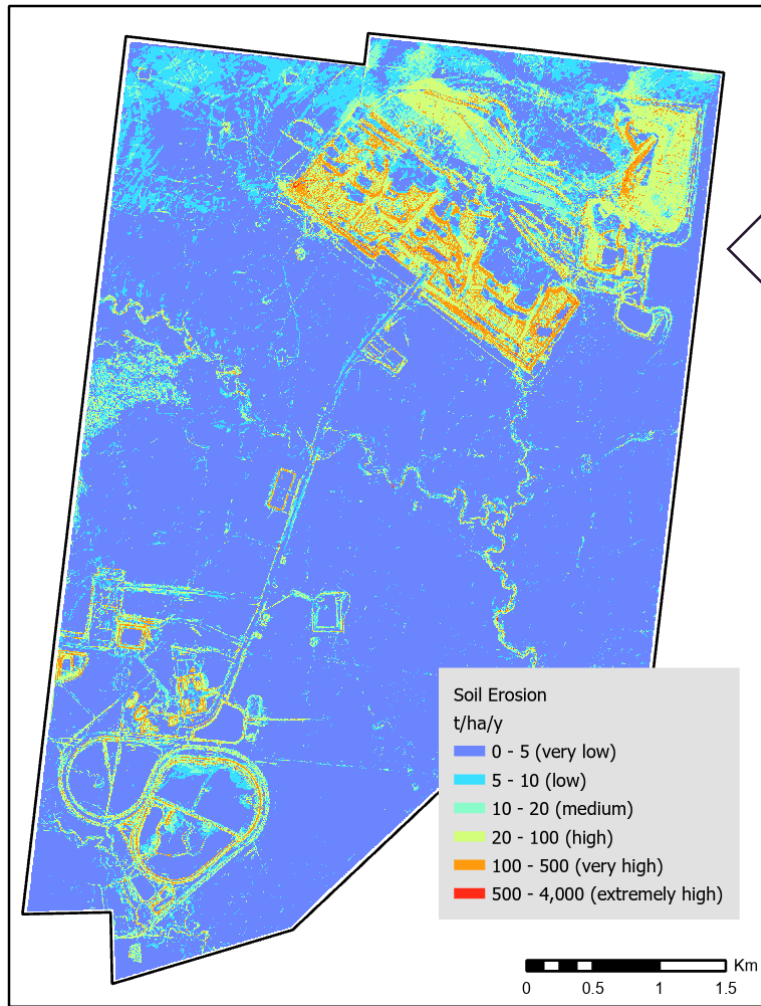 Soil Erosion
t/ha/y
0 - 5 (very low)
5 - 10 (low)
10 - 20 (medium)
20 - 100 (high)
100 - 500 (very high)
500 - 4,000 (extremely high)
Km
0 0.5 1 1.5